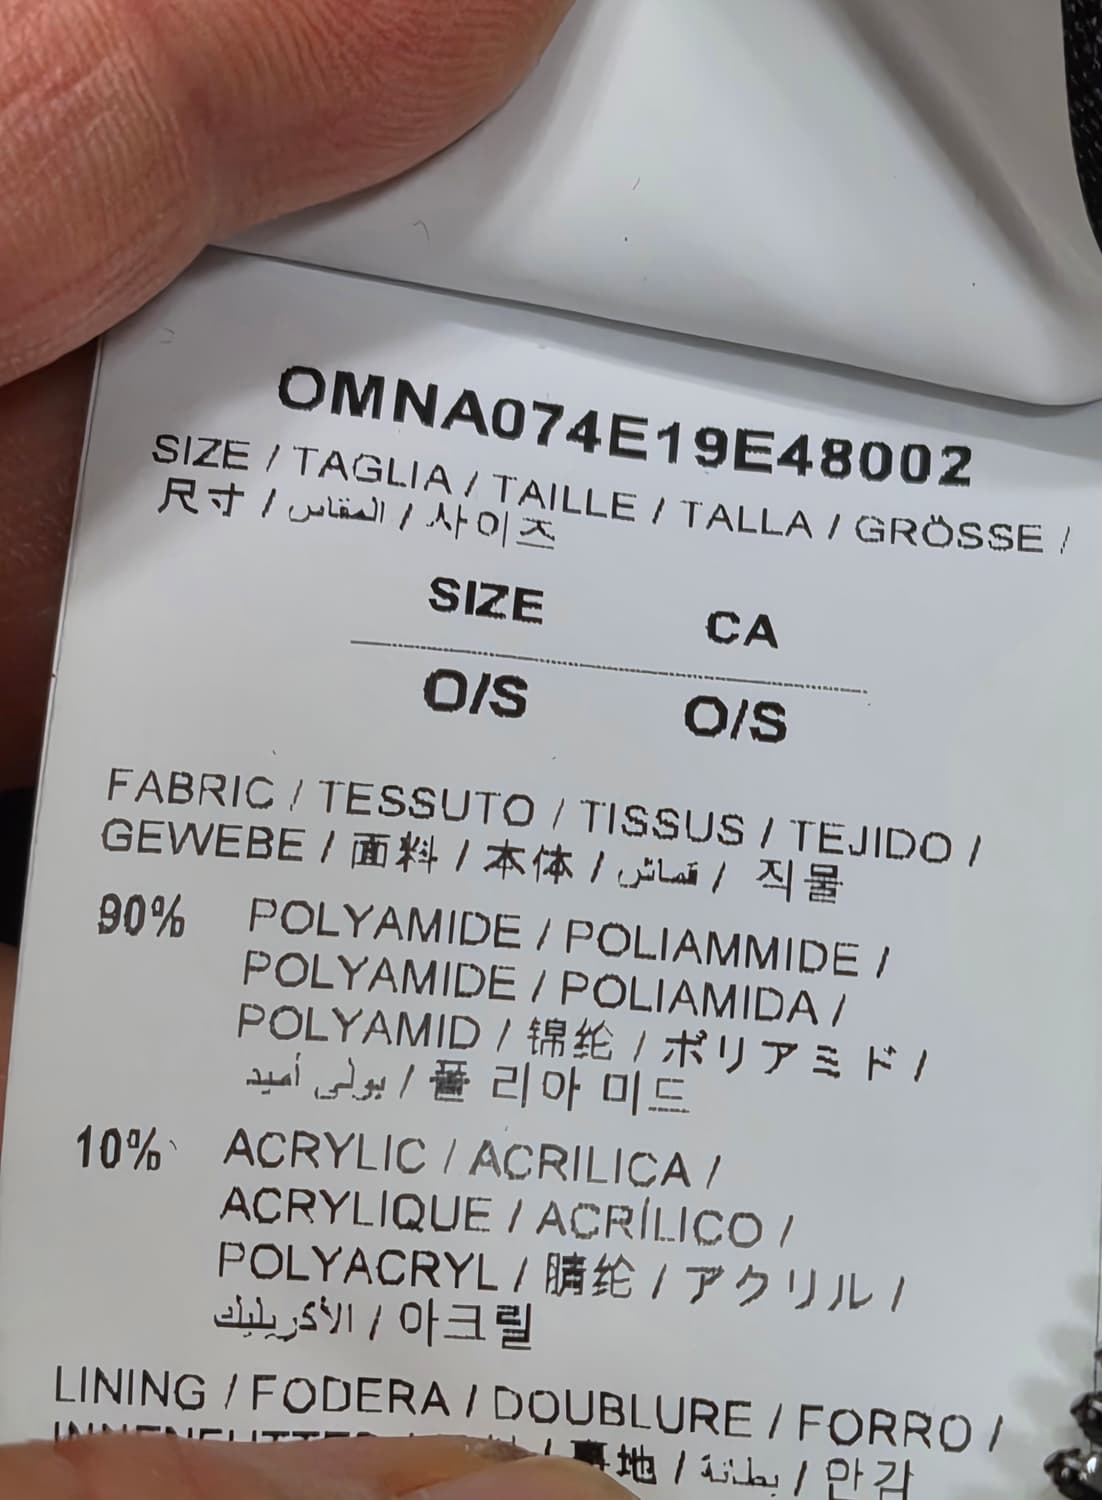 OMNA074E19E48002
SIZE / TAGLIA / TAILLE / TALLA / GRÖSSE /
尺寸 / المقاس / 사이즈
SIZE CA
O/S O/S
FABRIC / TESSUTO / TISSUS / TEJIDO /
GEWEBE / 面料 / 本体 / قماش / 직물
90% POLYAMIDE / POLIAMMIDE /
POLYAMIDE / POLIAMIDA /
POLYAMID / 锦纶 / ポリアミド /
بولي أميد / 폴리아미드
10% ACRYLIC / ACRILICA /
ACRYLIQUE / ACRÍLICO /
POLYACRYL / 腈纶 / アクリル /
الأكريليك / 아크릴
LINING / FODERA / DOUBLURE / FORRO /
裏地 / بطانة / 안감